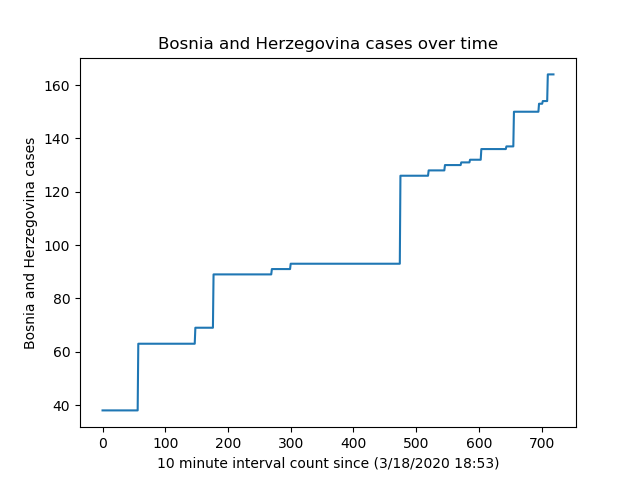 Bosnia and Herzegovina cases over time
Bosnia and Herzegovina cases
160
140
120
100
80
60
40
0 100 200 300 400 500 600 700
10 minute interval count since (3/18/2020 18:53)